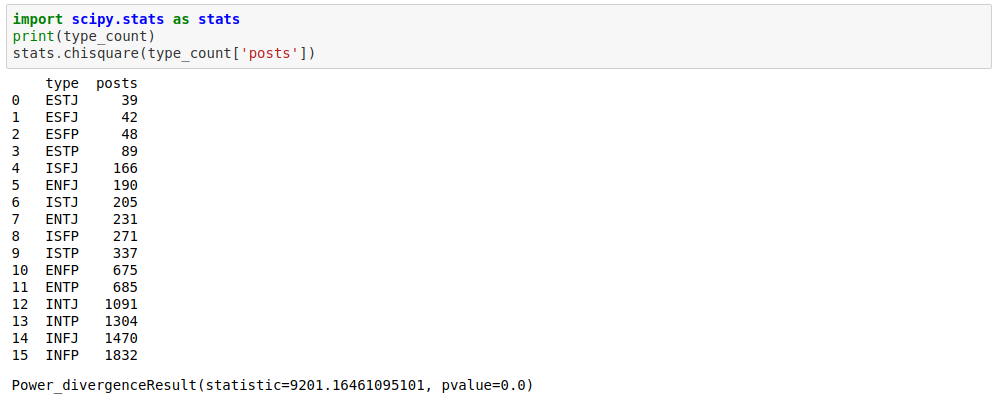 import scipy.stats as stats
print(type_count)
stats.chisquare(type_count['posts'])
type posts
0 ESTJ 39
1 ESFJ 42
2 ESFP 48
3 ESTP 89
4 ISFJ 166
5 ENFJ 190
6 ISTJ 205
7 ENTJ 231
8 ISFP 271
9 ISTP 337
10 ENFP 675
11 ENTP 685
12 INTJ 1091
13 INTP 1304
14 INFJ 1470
15 INFP 1832
Power_divergenceResult(statistic=9201.16461095101, pvalue=0.0)